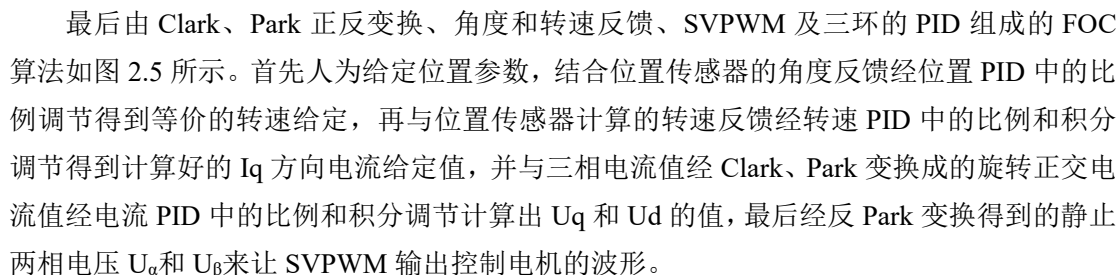 最后由 Clark、Park 正反变换、角度和转速反馈、SVPWM 及三环的 PID 组成的 FOC
算法如图 2.5 所示。首先人为给定位置参数，结合位置传感器的角度反馈经位置 PID 中的比
例调节得到等价的转速给定，再与位置传感器计算的转速反馈经转速 PID 中的比例和积分
调节得到计算好的 Iq 方向电流给定值，并与三相电流值经 Clark、Park 变换成的旋转正交电
流值经电流 PID 中的比例和积分调节计算出 Uq 和 Ud 的值，最后经反 Park 变换得到的静止
两相电压 Uα和 Uβ来让 SVPWM 输出控制电机的波形。